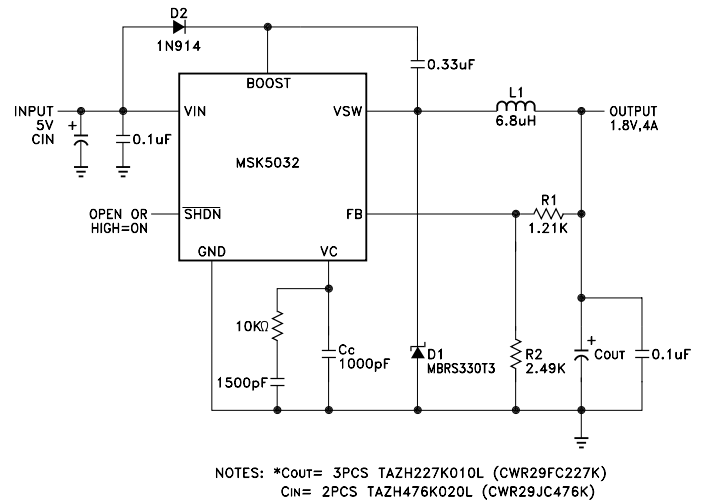 D2
1N914
BOOST
0.33uF
INPUT
5V
CIN
+
0.1uF
VIN
VSW
L1
6.8uH
OUTPUT
1.8V,4A
MSK5032
OPEN OR
HIGH=ON
SHDN
FB
R1
1.21K
GND
VC
10KΩ
1500pF
Cc
1000pF
D1
MBRS330T3
R2
2.49K
+
COUT
0.1uF
NOTES: *COUT= 3PCS TAZH227K010L (CWR29FC227K)
CIN= 2PCS TAZH476K020L (CWR29JC476K)